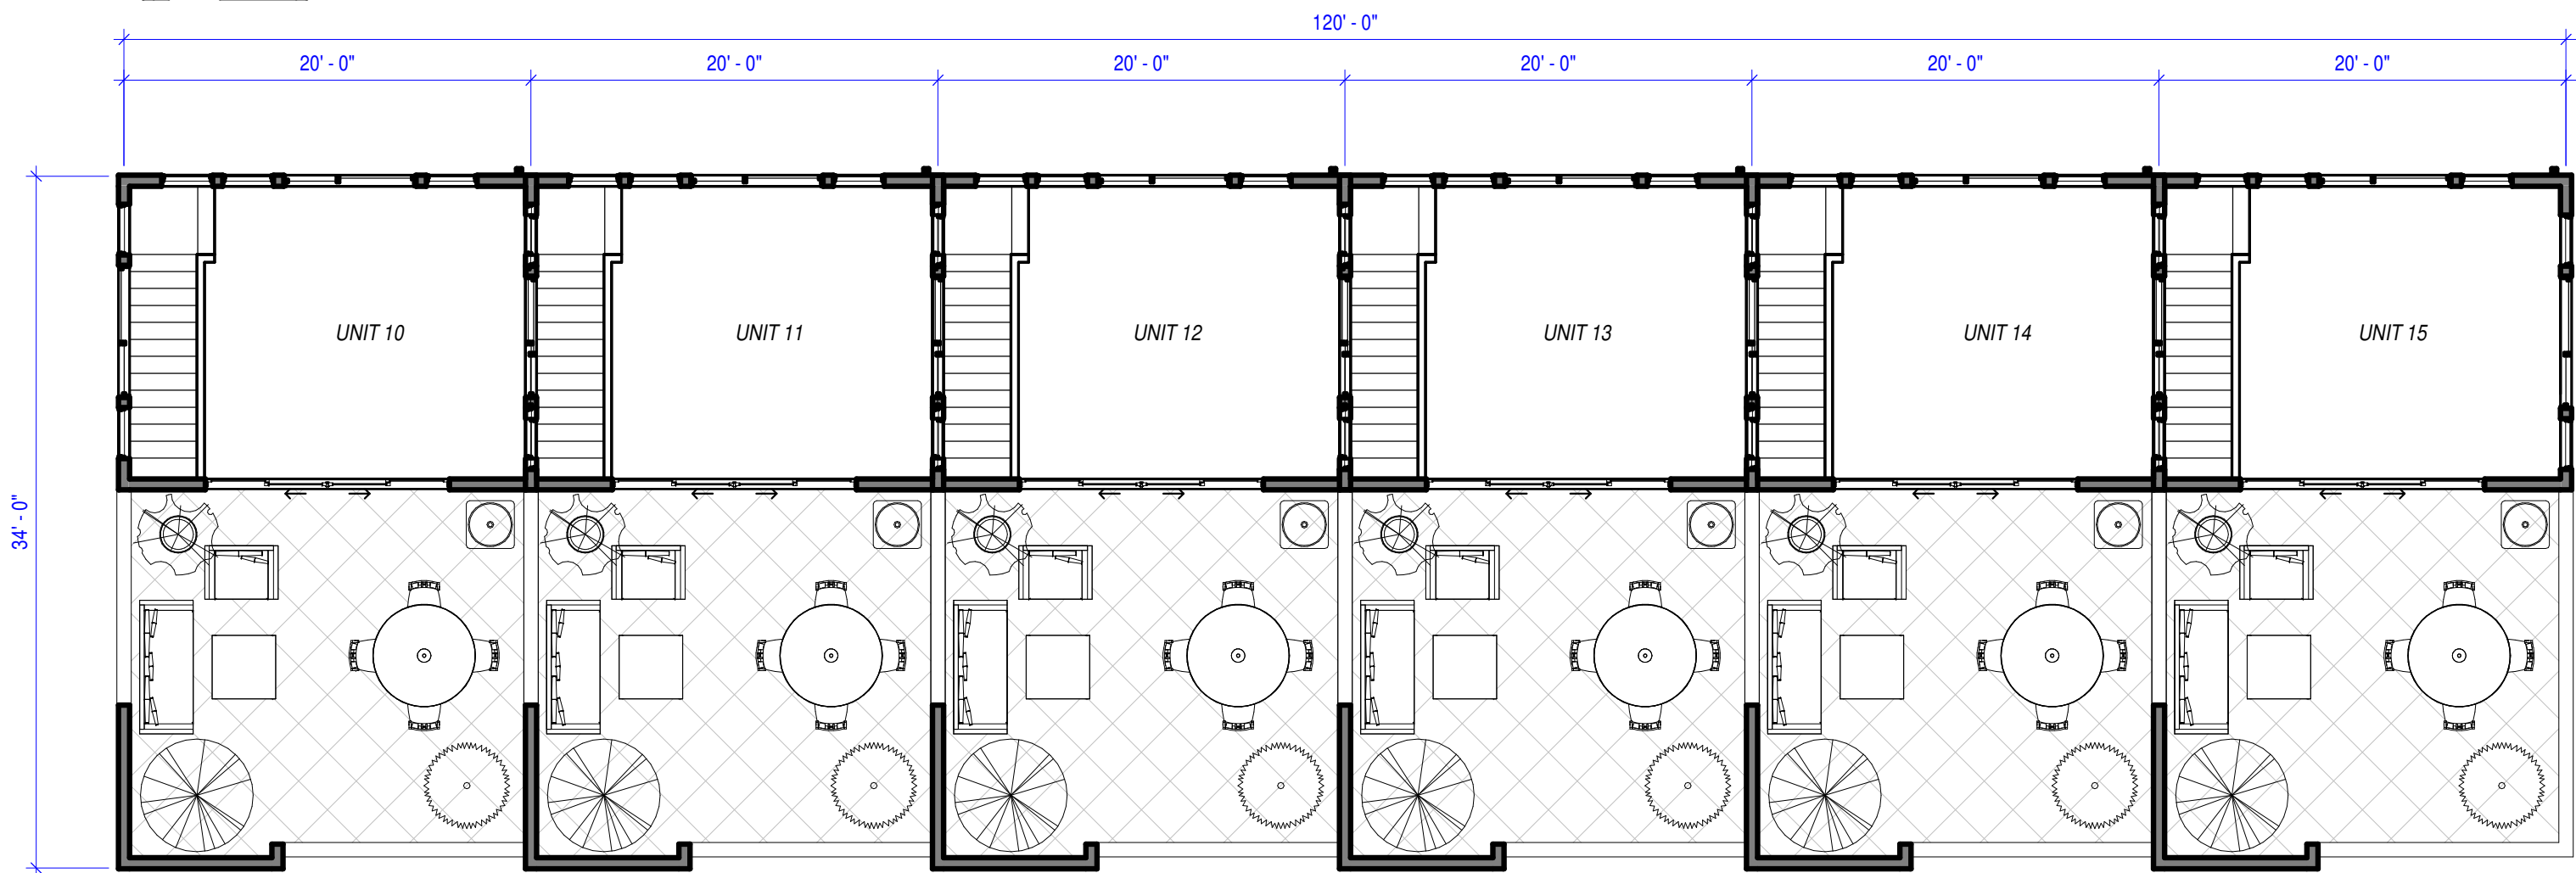 120' - 0"
20' - 0"
20' - 0"
20' - 0"
20' - 0"
20' - 0"
20' - 0"
UNIT 10
UNIT 11
UNIT 12
UNIT 13
UNIT 14
UNIT 15
34' - 0"